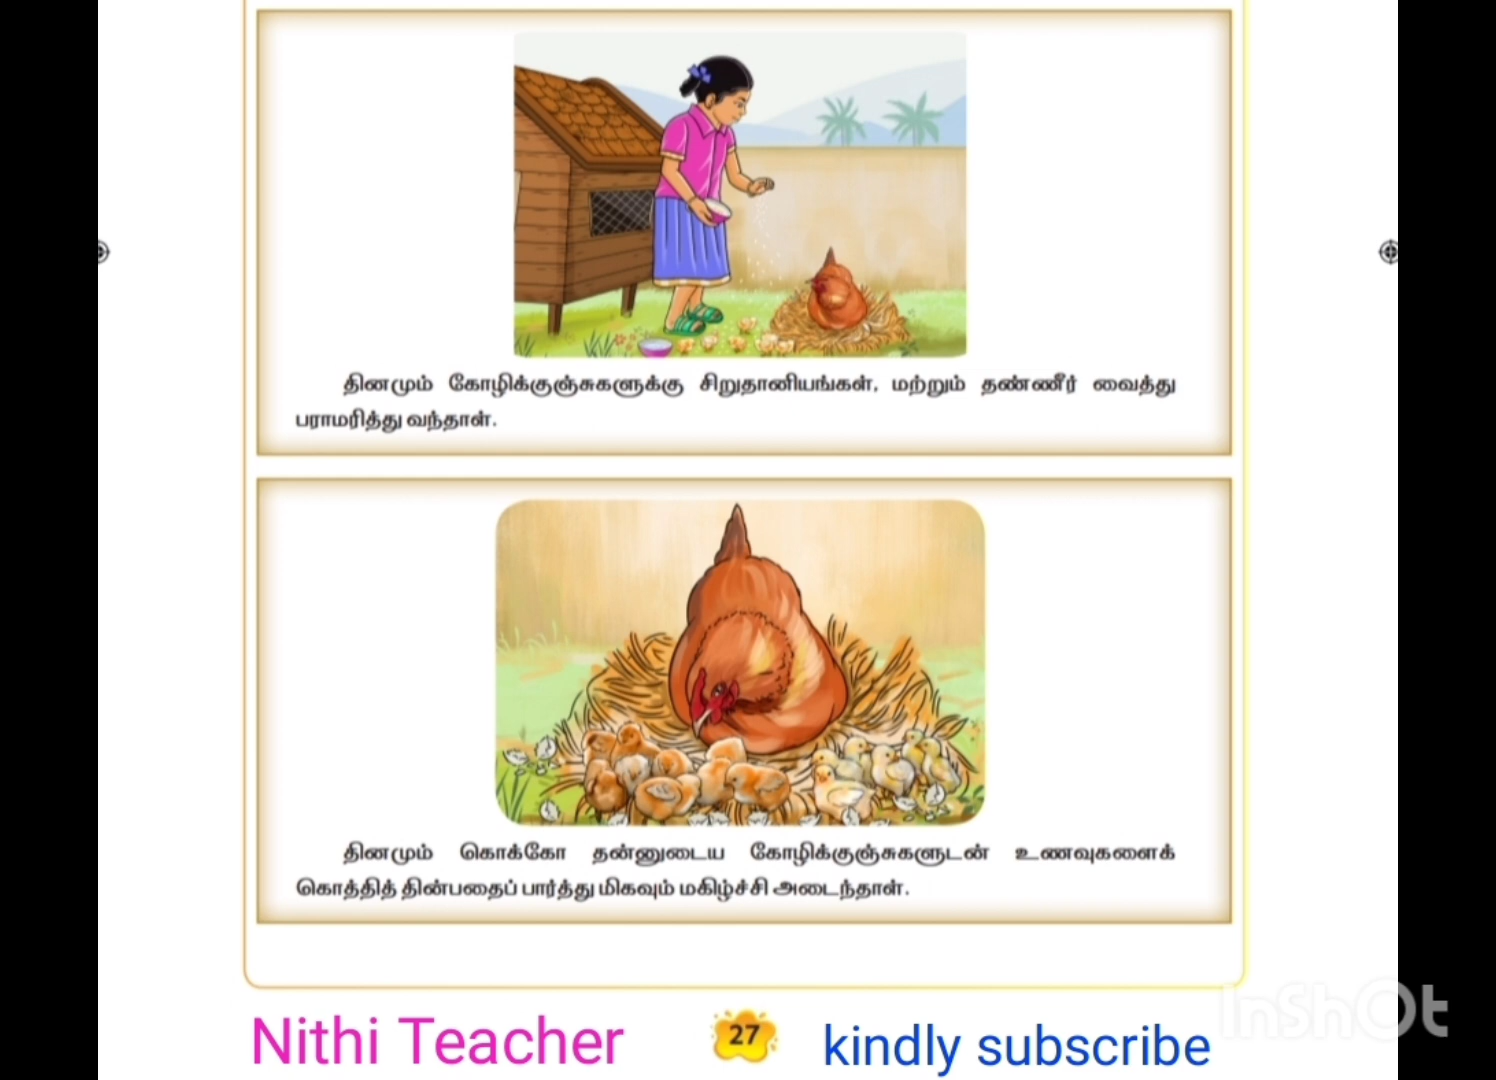 தினமும் கோழிக்குஞ்சுகளுக்கு சிறுதானியங்கள், மற்றும் தண்ணீர் வைத்து
பராமரித்து வந்தாள்.
தினமும் கொக்கோ தன்னுடைய கோழிக்குஞ்சுகளுடன் உணவுகளைக்
கொத்தித் தின்பதைப் பார்த்து மிகவும் மகிழ்ச்சி அடைந்தாள்.
Nithi Teacher 27 kindly subscribe
InShOt